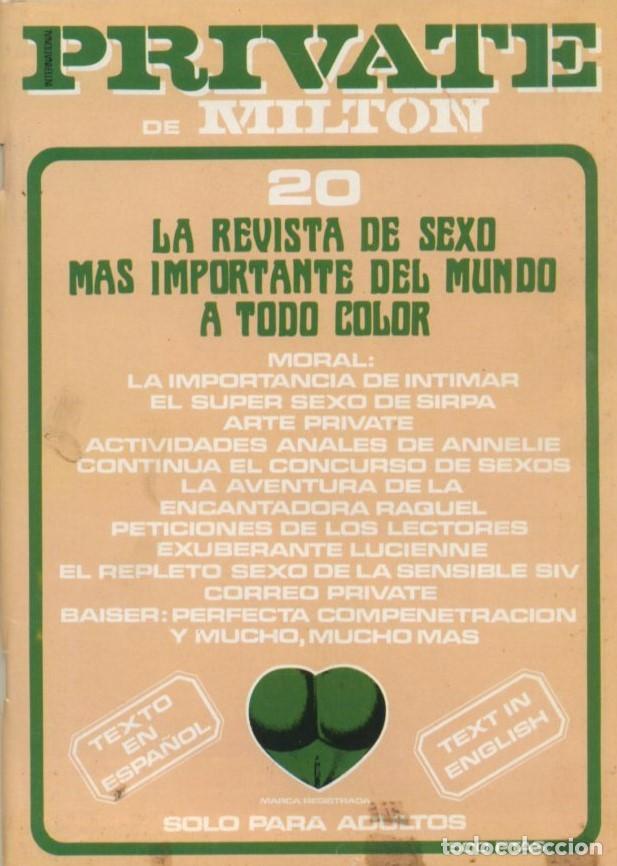 INTERNATIONAL
PRIVATE
DE MILTON
20
LA REVISTA DE SEXO
MAS IMPORTANTE DEL MUNDO
A TODO COLOR
MORAL:
LA IMPORTANCIA DE INTIMAR
EL SUPER SEXO DE SIRPA
ARTE PRIVATE
ACTIVIDADES ANALES DE ANNELIE
CONTINUA EL CONCURSO DE SEXOS
LA AVENTURA DE LA
ENCANTADORA RAQUEL
PETICIONES DE LOS LECTORES
EXUBERANTE LUCIENNE
EL REPLETO SEXO DE LA SENSIBLE SIV
CORREO PRIVATE
BAISER: PERFECTA COMPENETRACION
Y MUCHO, MUCHO MAS
TEXTO
EN
ESPAÑOL
TEXT IN
ENGLISH
MARCA REGISTRADA
SOLO PARA ADULTOS
todocoleccion